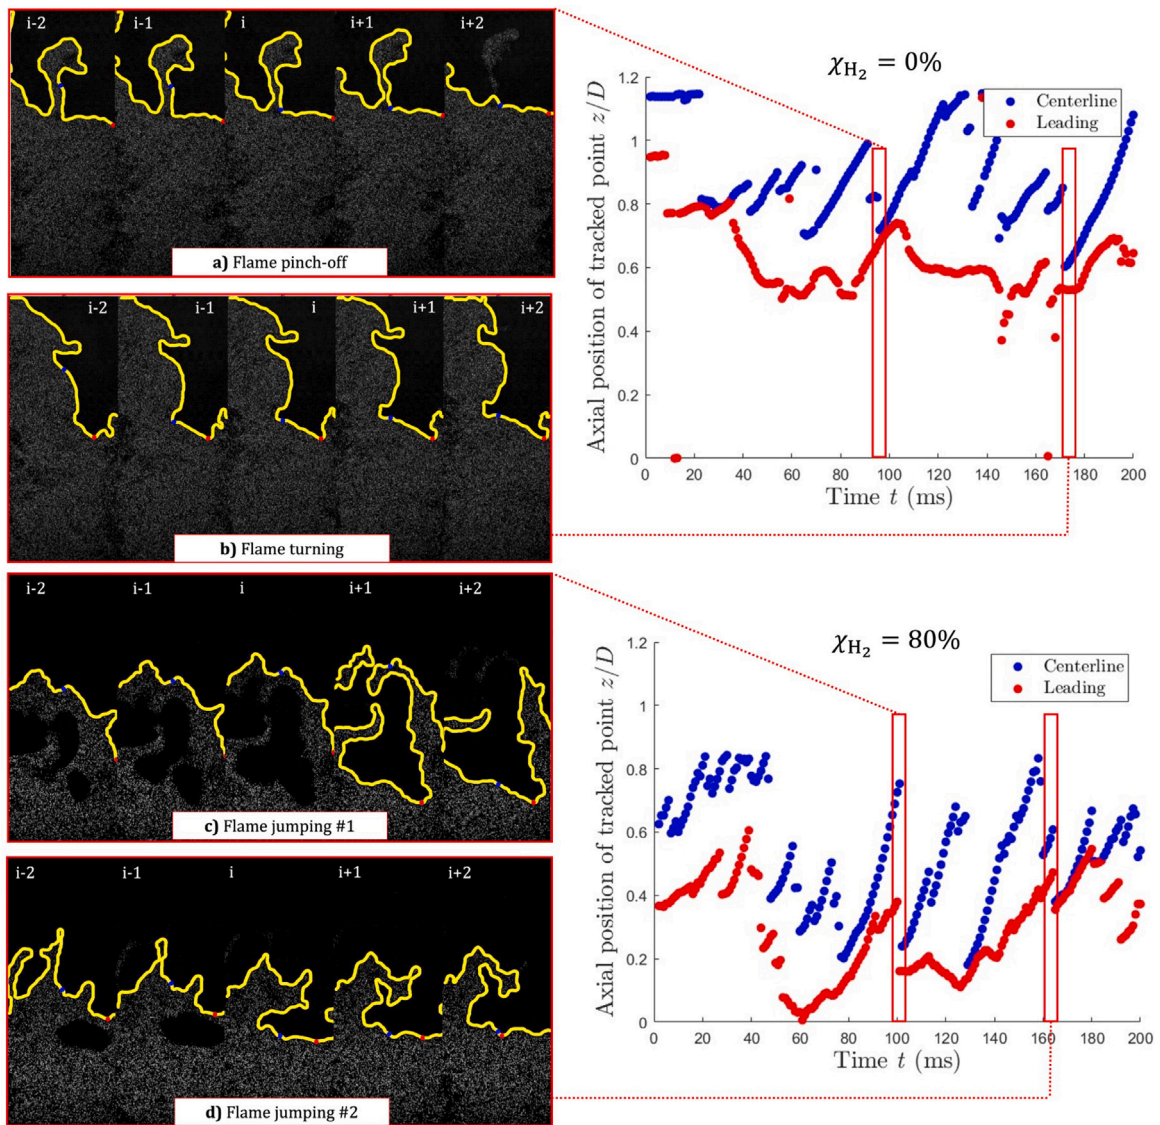 i-2 i-1 i i+1 i+2
a) Flame pinch-off
i-2 i-1 i i+1 i+2
b) Flame turning
χH₂ = 0%
Axial position of tracked point z/D
1.2
1
0.8
0.6
0.4
0.2
0
Centerline
Leading
0 20 40 60 80 100 120 140 160 180 200
Time t (ms)
i-2 i-1 i i+1 i+2
c) Flame jumping #1
i-2 i-1 i i+1 i+2
d) Flame jumping #2
χH₂ = 80%
Axial position of tracked point z/D
1.2
1
0.8
0.6
0.4
0.2
0
Centerline
Leading
0 20 40 60 80 100 120 140 160 180 200
Time t (ms)